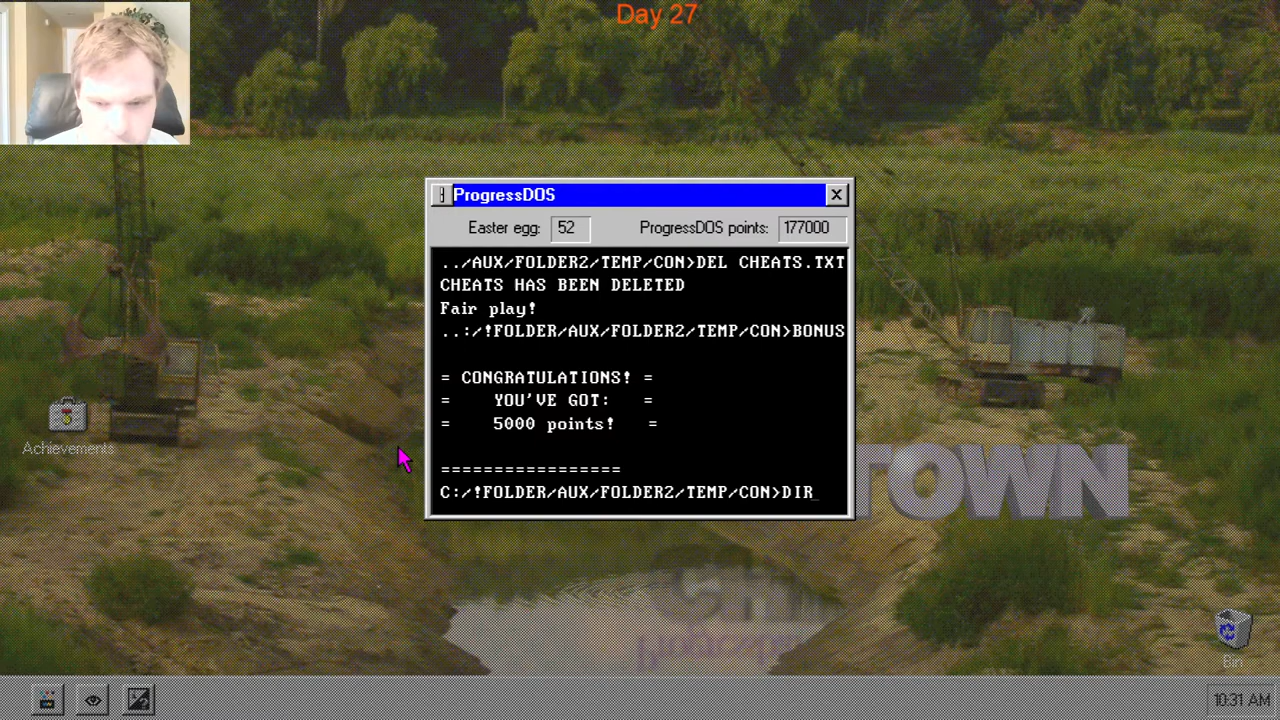 Day 27
ProgressDOS
Easter egg: 52 ProgressDOS points: 177000
../AUX/FOLDER2/TEMP/CON>DEL CHEATS.TXT
CHEATS HAS BEEN DELETED
Fair play!
..:/!FOLDER/AUX/FOLDER2/TEMP/CON>BONUS
= CONGRATULATIONS! =
= YOU'VE GOT: =
= 5000 points! =
=================
C:/!FOLDER/AUX/FOLDER2/TEMP/CON>DIR_
Achievements
TOWN
Bin
10:31 AM